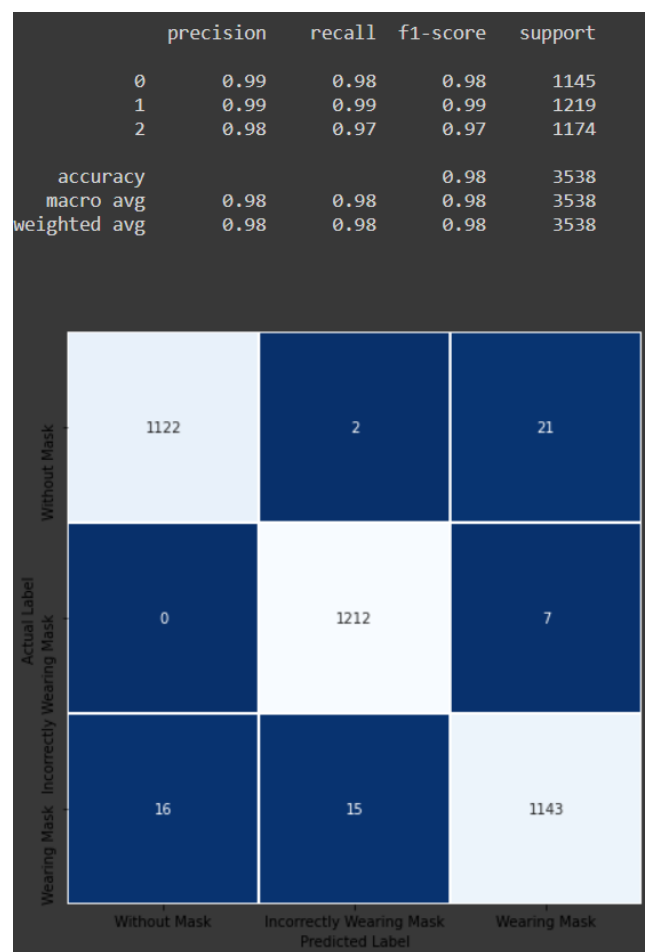 precision recall f1-score support
0 0.99 0.98 0.98 1145
1 0.99 0.99 0.99 1219
2 0.98 0.97 0.97 1174
accuracy 0.98 3538
macro avg 0.98 0.98 0.98 3538
weighted avg 0.98 0.98 0.98 3538
Actual Label
Without Mask
1122 2 21
Incorrectly Wearing Mask
0 1212 7
Wearing Mask
16 15 1143
Without Mask Incorrectly Wearing Mask Wearing Mask
Predicted Label